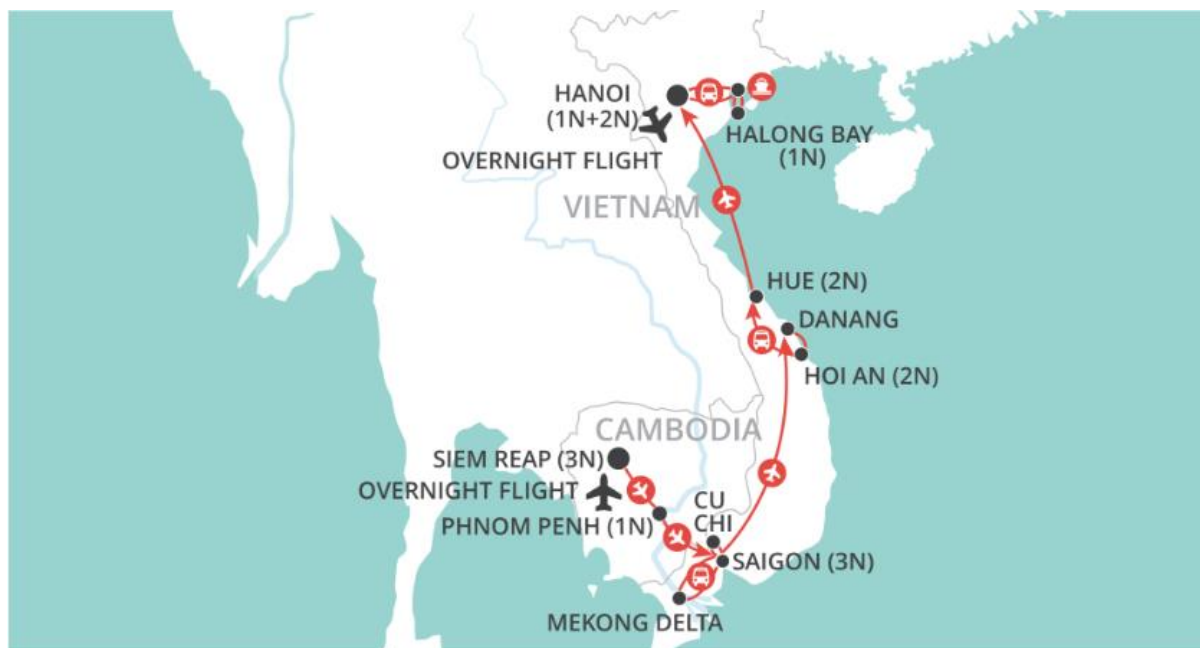 HANOI
(1N+2N)
OVERNIGHT FLIGHT
HALONG BAY
(1N)
VIETNAM
HUE (2N)
DANANG
HOI AN (2N)
CAMBODIA
SIEM REAP (3N)
OVERNIGHT FLIGHT
PHNOM PENH (1N)
CU
CHI
SAIGON (3N)
MEKONG DELTA